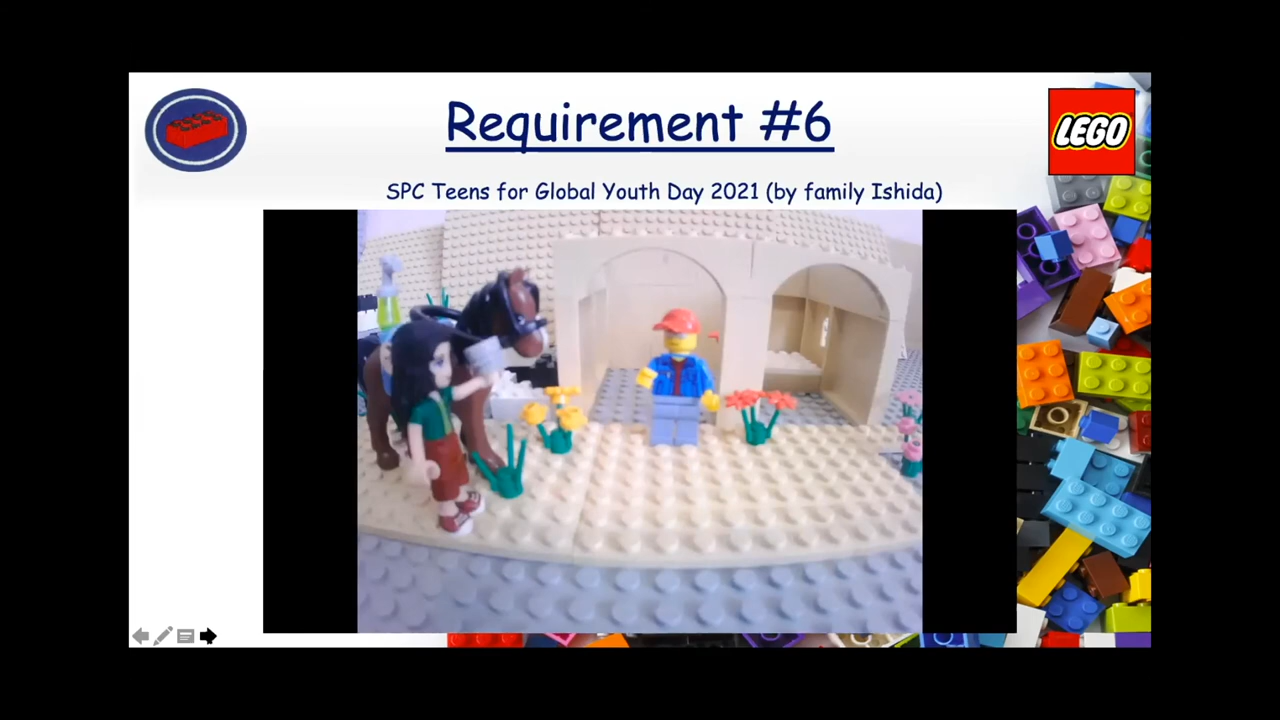 Requirement #6
LEGO
SPC Teens for Global Youth Day 2021 (by family Ishida)